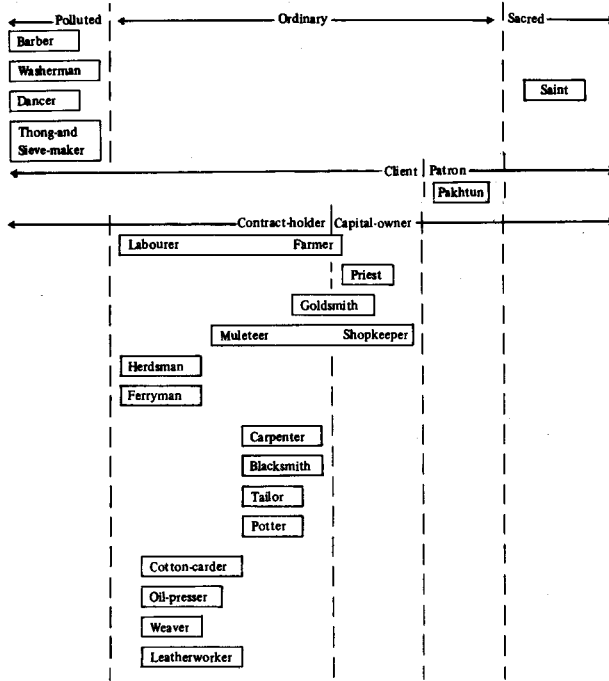 Polluted Ordinary Sacred
Barber
Washerman
Dancer
Saint
Thong-and
Sieve-maker
Client Patron
Pakhtun
Contract-holder Capital-owner
Labourer Farmer
Priest
Goldsmith
Muleteer Shopkeeper
Herdsman
Ferryman
Carpenter
Blacksmith
Tailor
Potter
Cotton-carder
Oil-presser
Weaver
Leatherworker